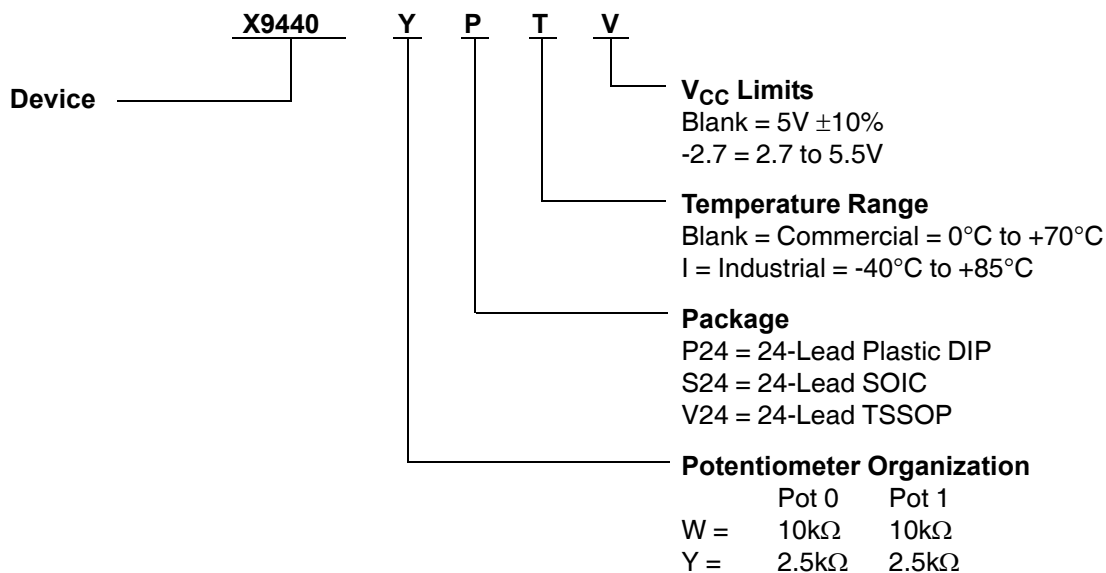 X9440 Y P T V
Device
V_CC Limits
Blank = 5V ±10%
-2.7 = 2.7 to 5.5V
Temperature Range
Blank = Commercial = 0°C to +70°C
I = Industrial = -40°C to +85°C
Package
P24 = 24-Lead Plastic DIP
S24 = 24-Lead SOIC
V24 = 24-Lead TSSOP
Potentiometer Organization
Pot 0 Pot 1
W = 10kΩ 10kΩ
Y = 2.5kΩ 2.5kΩ